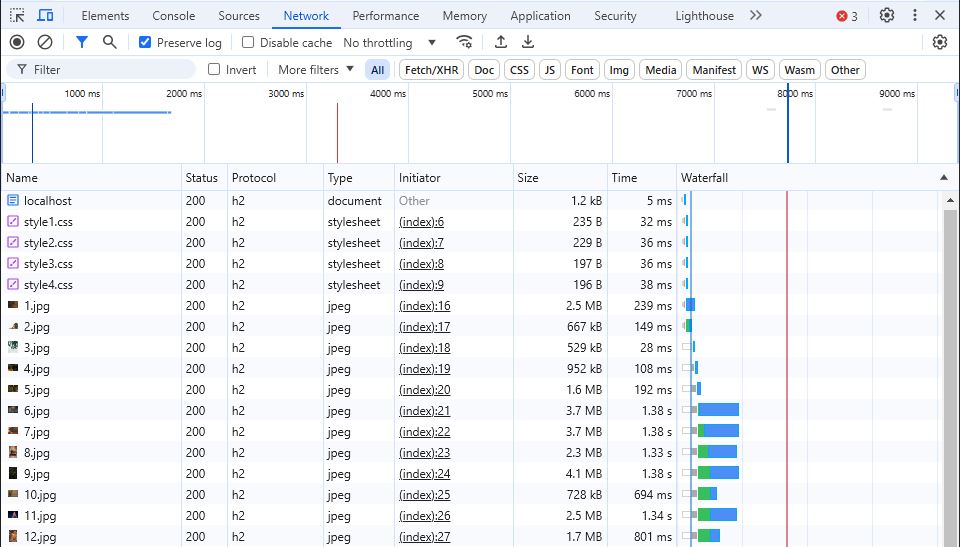 Elements Console Sources Network Performance Memory Application Security Lighthouse 3
Preserve log Disable cache No throttling
Filter Invert More filters All Fetch/XHR Doc CSS JS Font Img Media Manifest WS Wasm Other
1000 ms 2000 ms 3000 ms 4000 ms 5000 ms 6000 ms 7000 ms 8000 ms 9000 ms
Name Status Protocol Type Initiator Size Time Waterfall
localhost 200 h2 document Other 1.2 kB 5 ms
style1.css 200 h2 stylesheet (index):6 235 B 32 ms
style2.css 200 h2 stylesheet (index):7 229 B 36 ms
style3.css 200 h2 stylesheet (index):8 197 B 36 ms
style4.css 200 h2 stylesheet (index):9 196 B 38 ms
1.jpg 200 h2 jpeg (index):16 2.5 MB 239 ms
2.jpg 200 h2 jpeg (index):17 667 kB 149 ms
3.jpg 200 h2 jpeg (index):18 529 kB 28 ms
4.jpg 200 h2 jpeg (index):19 952 kB 108 ms
5.jpg 200 h2 jpeg (index):20 1.6 MB 192 ms
6.jpg 200 h2 jpeg (index):21 3.7 MB 1.38 s
7.jpg 200 h2 jpeg (index):22 3.7 MB 1.38 s
8.jpg 200 h2 jpeg (index):23 2.3 MB 1.33 s
9.jpg 200 h2 jpeg (index):24 4.1 MB 1.38 s
10.jpg 200 h2 jpeg (index):25 728 kB 694 ms
11.jpg 200 h2 jpeg (index):26 2.5 MB 1.34 s
12.jpg 200 h2 jpeg (index):27 1.7 MB 801 ms